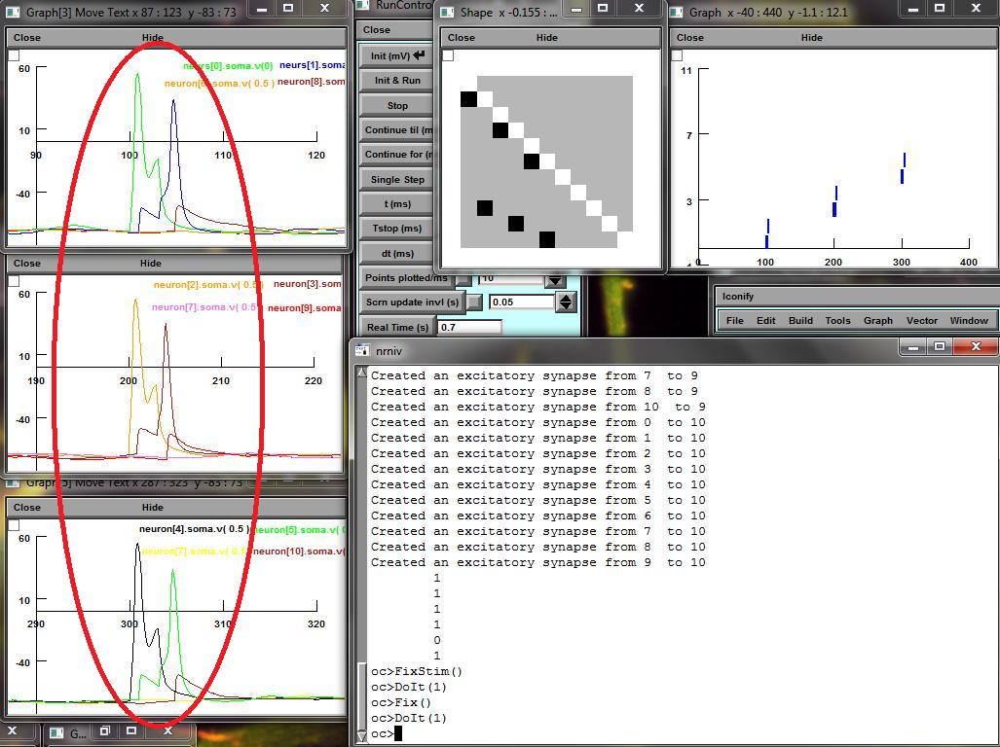 Graph[3] Move Text x 87 : 123 y -83 : 73
Close Hide
60
neurs[0].soma.v(0) neurs[1].soma
neuron[6].soma.v( 0.5 ) neuron[8].som
10
90 100 110 120
-40
Close Hide
60
neuron[2].soma.v( 0.5 ) neuron[3].som
neuron[7].soma.v( 0.5 neuron[9].soma
10
190 200 210 220
-40
Graph[5] Move Text x 287 : 323 y -83 : 73
Close Hide
60
neuron[4].soma.v( 0.5 ) neuron[5].soma.v( 0
neuron[7].soma.v( 0.5 neuron[10].soma.v(
10
290 300 310 320
-40
G...
RunContro
Close
Init (mV)
Init & Run
Stop
Continue til (m
Continue for (m
Single Step
t (ms)
Tstop (ms)
dt (ms)
Points plotted/ms 10
Scrn update invl (s) 0.05
Real Time (s) 0.7
Shape x -0.155 : ...
Close Hide
Graph x -40 : 440 y -1.1 : 12.1
Close Hide
11
7
3
0 100 200 300 400
Iconify
File Edit Build Tools Graph Vector Window
nrniv
Created an excitatory synapse from 7 to 9
Created an excitatory synapse from 8 to 9
Created an excitatory synapse from 10 to 9
Created an excitatory synapse from 0 to 10
Created an excitatory synapse from 1 to 10
Created an excitatory synapse from 2 to 10
Created an excitatory synapse from 3 to 10
Created an excitatory synapse from 4 to 10
Created an excitatory synapse from 5 to 10
Created an excitatory synapse from 6 to 10
Created an excitatory synapse from 7 to 10
Created an excitatory synapse from 8 to 10
Created an excitatory synapse from 9 to 10
1
1
1
1
0
1
oc>FixStim()
oc>DoIt(1)
oc>Fix()
oc>DoIt(1)
oc>